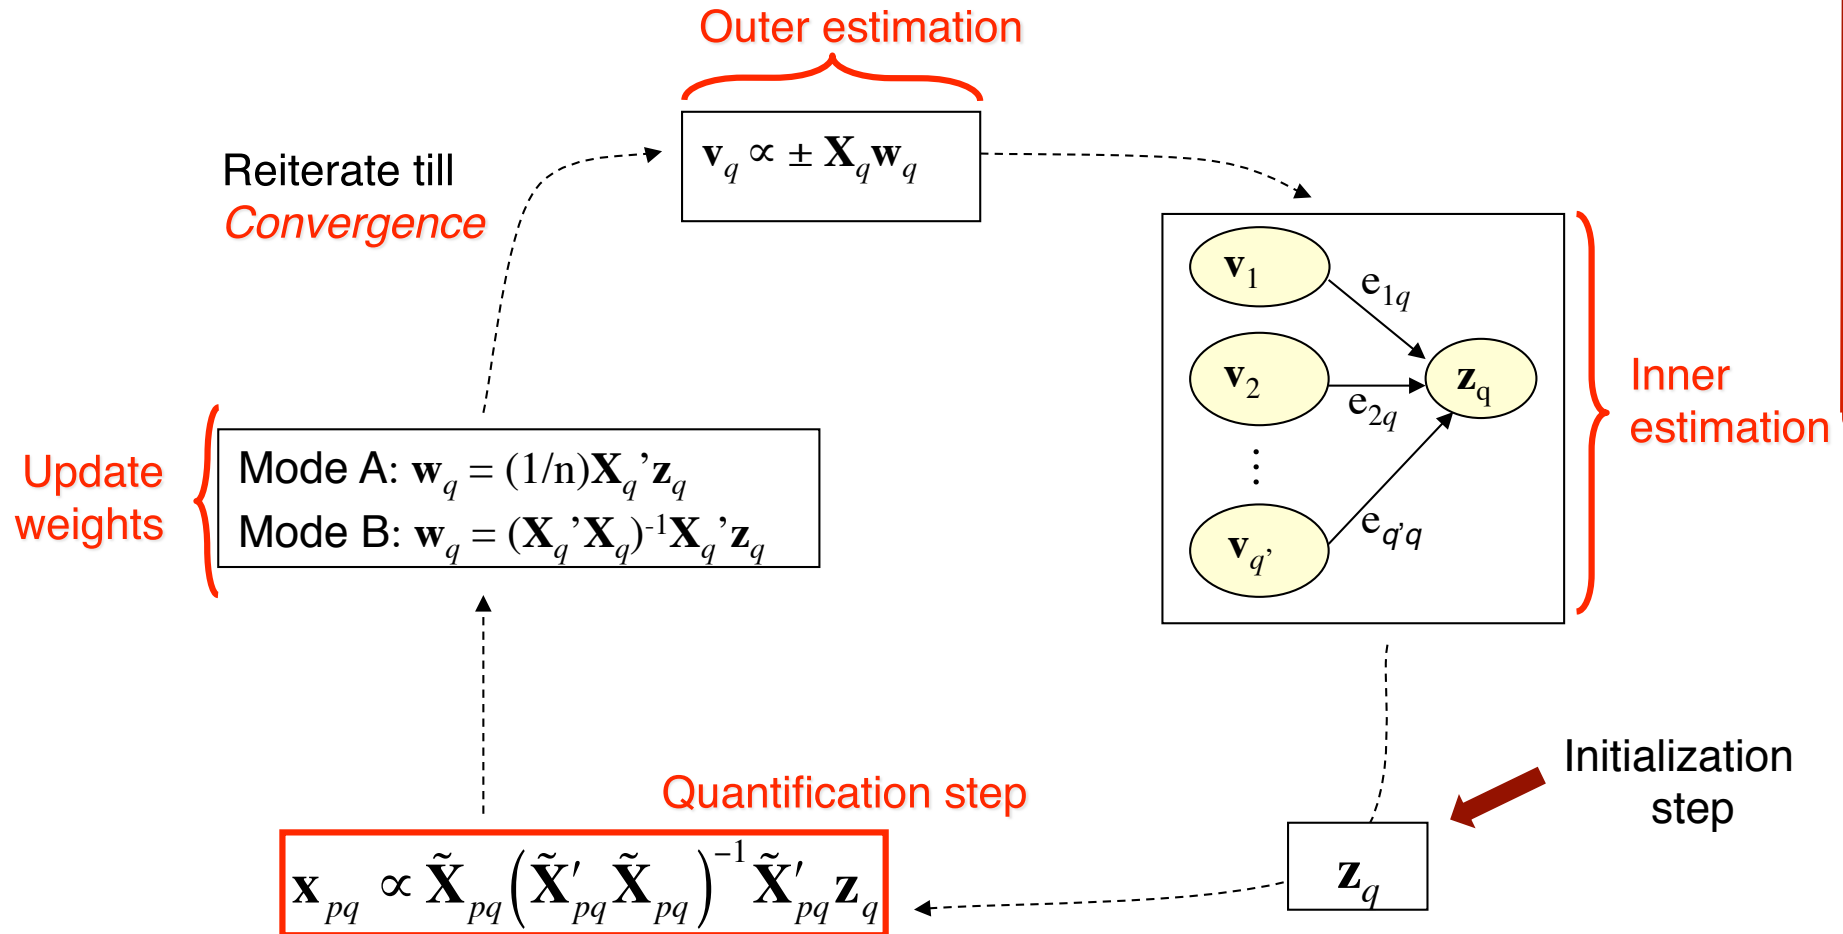 Outer estimation
Reiterate till
Convergence
v_q ∝ ± X_q w_q
v_1
e_1q
v_2
e_2q
z_q
⋮
v_q’
e_q’q
Inner
estimation
Update
weights
Mode A: w_q = (1/n)X_q’z_q
Mode B: w_q = (X_q’X_q)^-1 X_q’z_q
Quantification step
Initialization
step
x_pq ∝ X̃_pq (X̃′_pq X̃_pq)^−1 X̃′_pq z_q
z_q